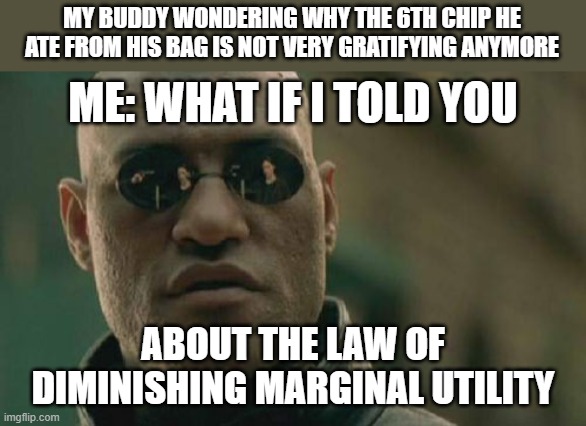 MY BUDDY WONDERING WHY THE 6TH CHIP HE
ATE FROM HIS BAG IS NOT VERY GRATIFYING ANYMORE
ME: WHAT IF I TOLD YOU
ABOUT THE LAW OF
DIMINISHING MARGINAL UTILITY
imgflip.com